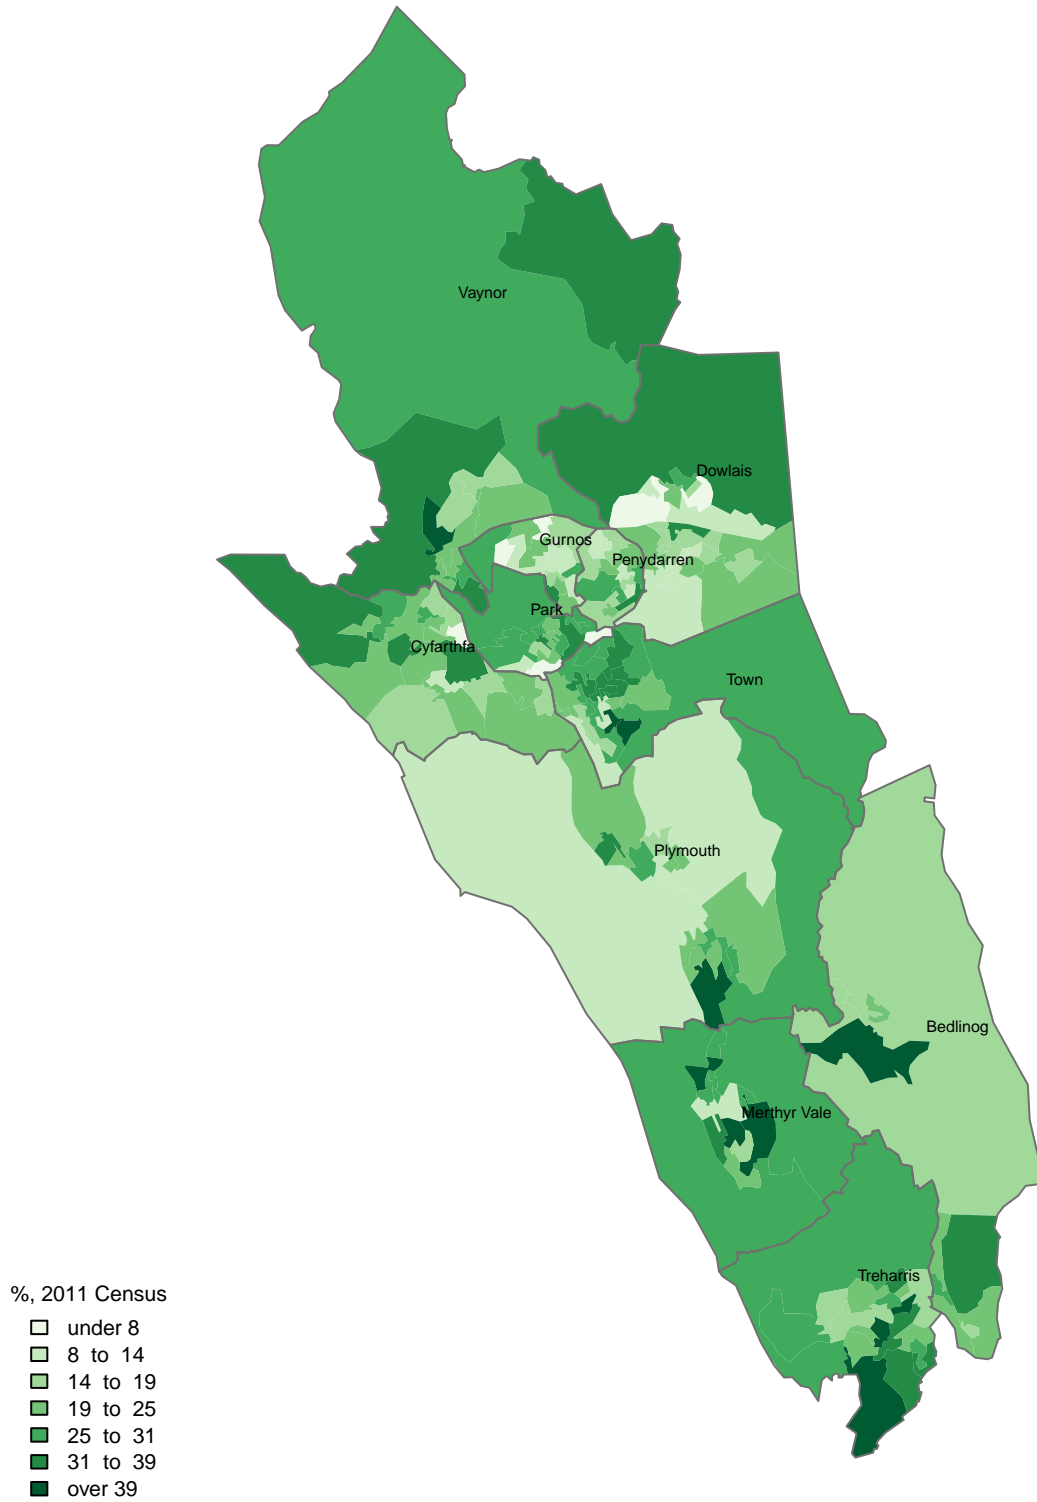 Vaynor
Dowlais
Gurnos
Penydarren
Park
Cyfarthfa
Town
Plymouth
Bedlinog
Merthyr Vale
Treharris
%, 2011 Census
under 8
8 to 14
14 to 19
19 to 25
25 to 31
31 to 39
over 39